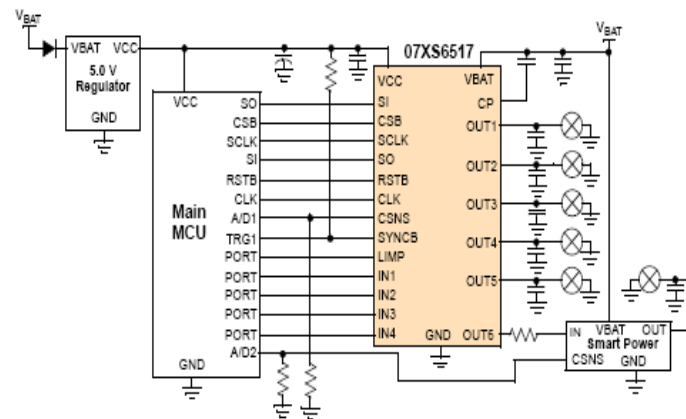 VBAT
VBAT VCC
5.0 V
Regulator
GND
VBAT
07XS6517
VCC VBAT
CP
SI
CSB
SCLK
SO
RSTB
CLK
CSNS
SYNCB
LIMP
IN1
IN2
IN3
IN4
OUT1
OUT2
OUT3
OUT4
OUT5
GND OUT6
VCC
SO
CSB
SCLK
SI
RSTB
CLK
A/D1
TRG1
PORT
PORT
PORT
PORT
PORT
A/D2
Main
MCU
GND
IN VBAT OUT
Smart Power
CSNS GND